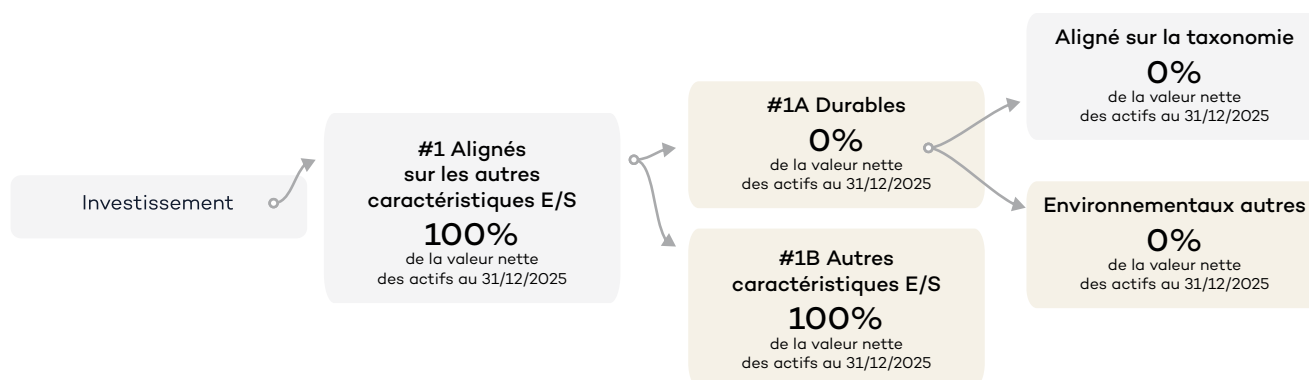 Investissement
#1 Alignés
sur les autres
caractéristiques E/S
100%
de la valeur nette
des actifs au 31/12/2025
#1A Durables
0%
de la valeur nette
des actifs au 31/12/2025
#1B Autres
caractéristiques E/S
100%
de la valeur nette
des actifs au 31/12/2025
Aligné sur la taxonomie
0%
de la valeur nette
des actifs au 31/12/2025
Environnementaux autres
0%
de la valeur nette
des actifs au 31/12/2025